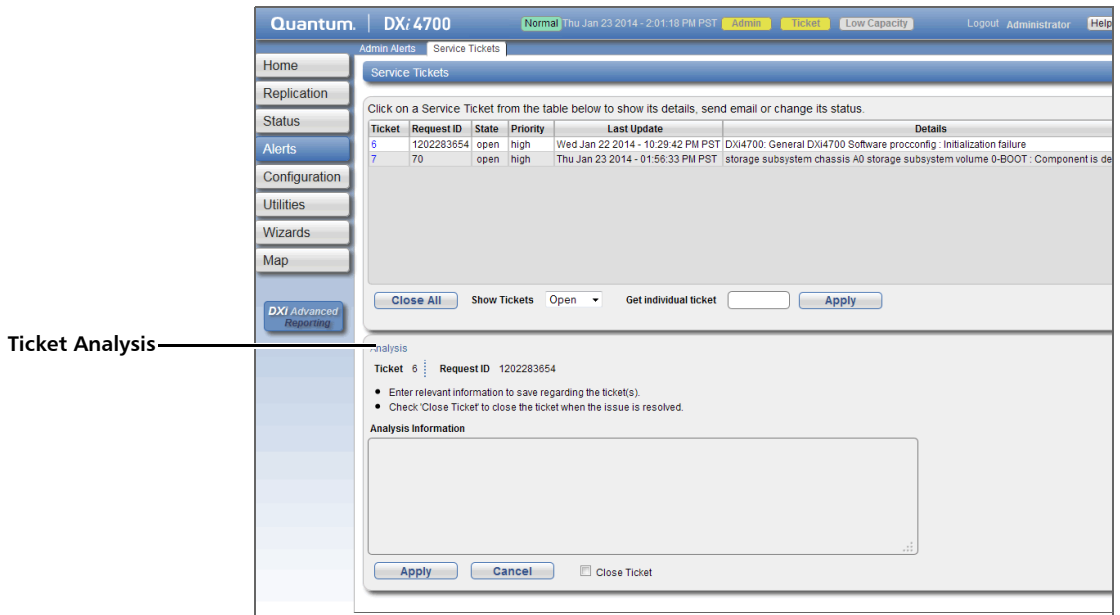 Quantum. DXi 4700 Normal Thu Jan 23 2014 - 2:01:18 PM PST Admin Ticket Low Capacity Logout Administrator Help
Admin Alerts Service Tickets
Home
Replication
Status
Alerts
Configuration
Utilities
Wizards
Map
DXi Advanced
Reporting
Service Tickets
Click on a Service Ticket from the table below to show its details, send email or change its status.
Ticket Request ID State Priority Last Update Details
6 1202283654 open high Wed Jan 22 2014 - 10:29:42 PM PST DXi4700: General DXi4700 Software procconfig : Initialization failure
7 70 open high Thu Jan 23 2014 - 01:56:33 PM PST storage subsystem chassis A0 storage subsystem volume 0-BOOT : Component is de
Close All Show Tickets Open Get individual ticket Apply
Ticket Analysis
Analysis
Ticket 6 Request ID 1202283654
• Enter relevant information to save regarding the ticket(s).
• Check 'Close Ticket' to close the ticket when the issue is resolved.
Analysis Information
Apply Cancel Close Ticket